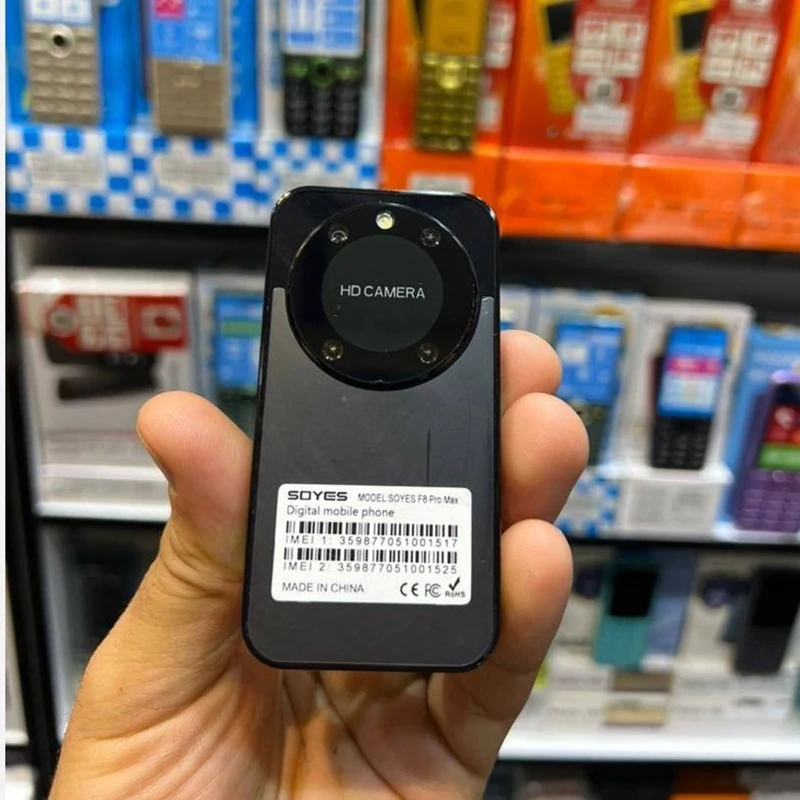 HD CAMERA
SOYES MODEL SOYES F8 Pro Max
Digital mobile phone
IMEI 1: 359877051001517
IMEI 2: 359877051001525
MADE IN CHINA CE FC RoHS